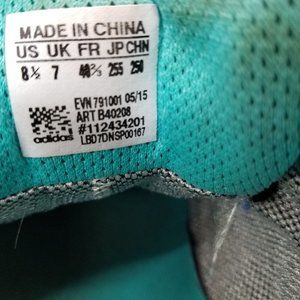 MADE IN CHINA
US UK FR JP CHN
8½ 7 40⅔ 255 250
EVN 791001 05/15
ART B40208
#112434201
LBD7DNSP00167
adidas